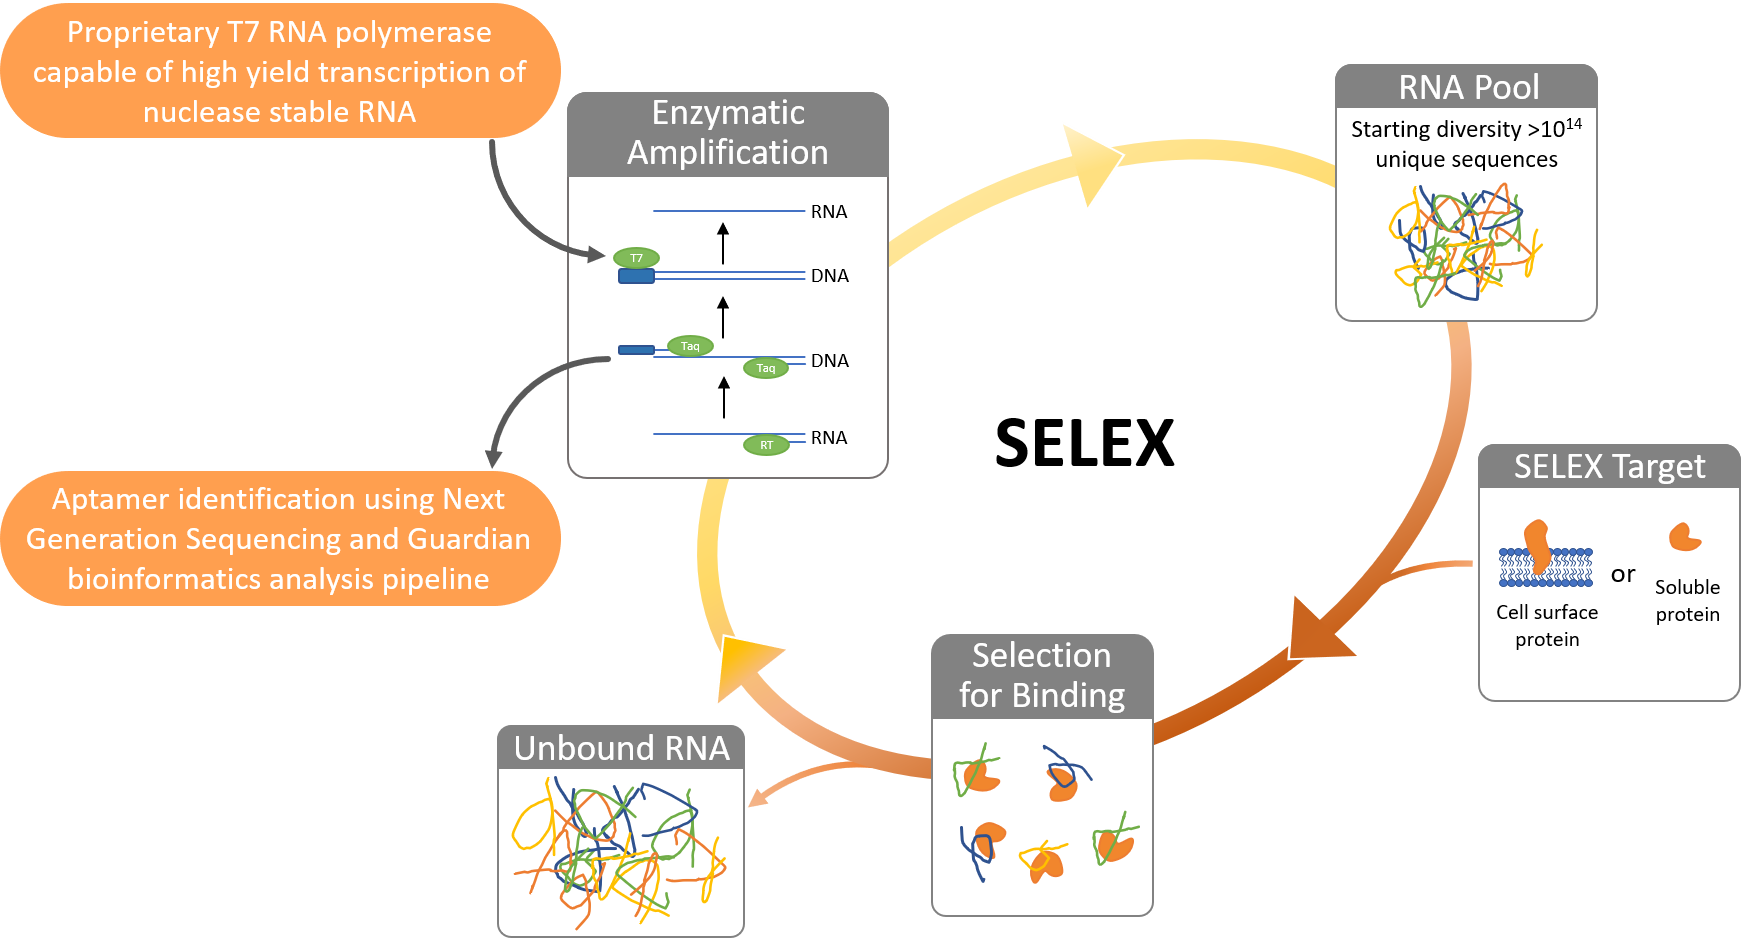 Proprietary T7 RNA polymerase
capable of high yield transcription of
nuclease stable RNA
Enzymatic
Amplification
RNA
T7
DNA
Taq
DNA
Taq
RNA
RT
Aptamer identification using Next
Generation Sequencing and Guardian
bioinformatics analysis pipeline
RNA Pool
Starting diversity >10¹⁴
unique sequences
SELEX
SELEX Target
or
Cell surface
protein
Soluble
protein
Selection
for Binding
Unbound RNA